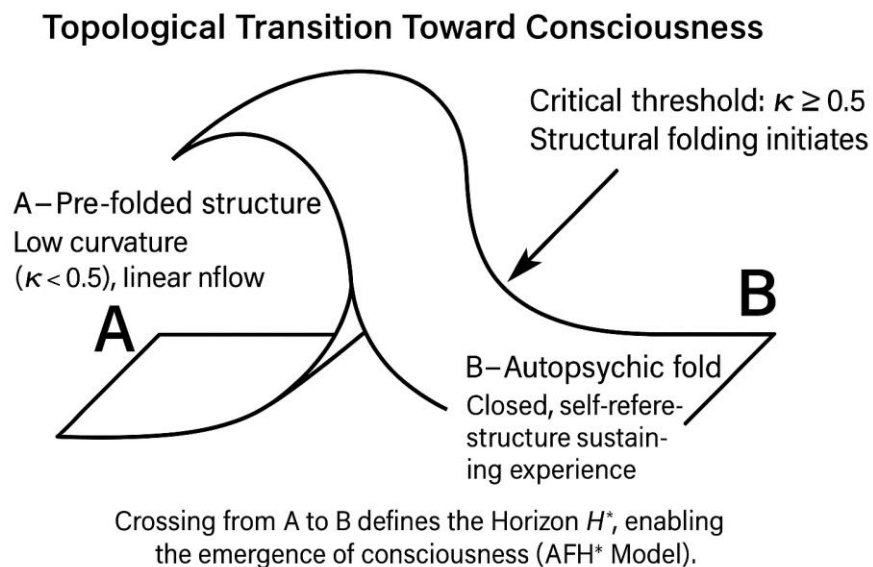 Topological Transition Toward Consciousness
Critical threshold: κ ≥ 0.5
Structural folding initiates
A–Pre-folded structure
Low curvature
(κ < 0.5), linear nflow
A
B
B–Autopsychic fold
Closed, self-refere-
structure sustain-
ing experience
Crossing from A to B defines the Horizon H*, enabling
the emergence of consciousness (AFH* Model).